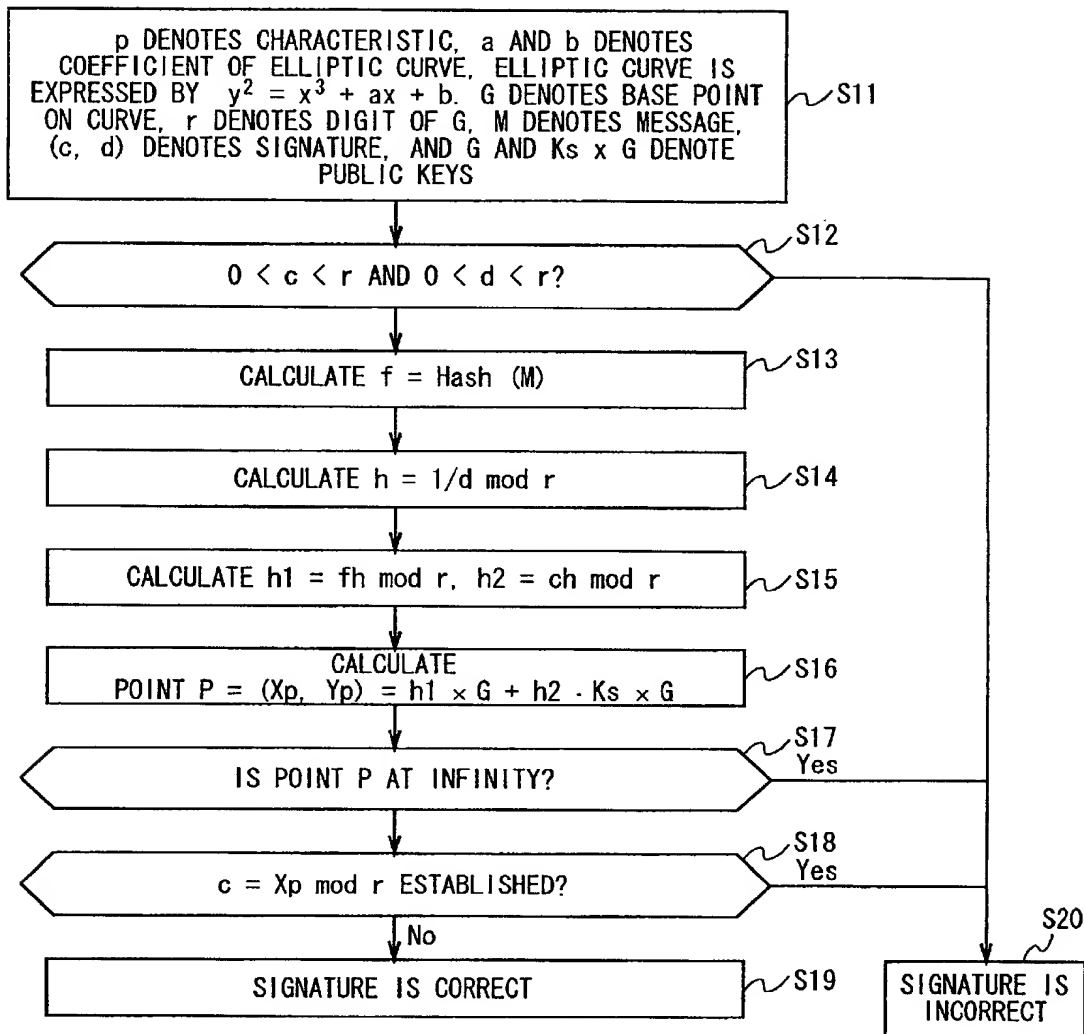 p DENOTES CHARACTERISTIC, a AND b DENOTES
COEFFICIENT OF ELLIPTIC CURVE, ELLIPTIC CURVE IS
EXPRESSED BY y² = x³ + ax + b. G DENOTES BASE POINT
ON CURVE, r DENOTES DIGIT OF G, M DENOTES MESSAGE,
(c, d) DENOTES SIGNATURE, AND G AND Ks x G DENOTE
PUBLIC KEYS
S11
S12
0 < c < r AND 0 < d < r?
CALCULATE f = Hash (M)
S13
CALCULATE h = 1/d mod r
S14
CALCULATE h1 = fh mod r, h2 = ch mod r
S15
CALCULATE
POINT P = (Xp, Yp) = h1 × G + h2 · Ks × G
S16
S17
IS POINT P AT INFINITY?
Yes
S18
c = Xp mod r ESTABLISHED?
Yes
No
SIGNATURE IS CORRECT
S19
S20
SIGNATURE IS
INCORRECT